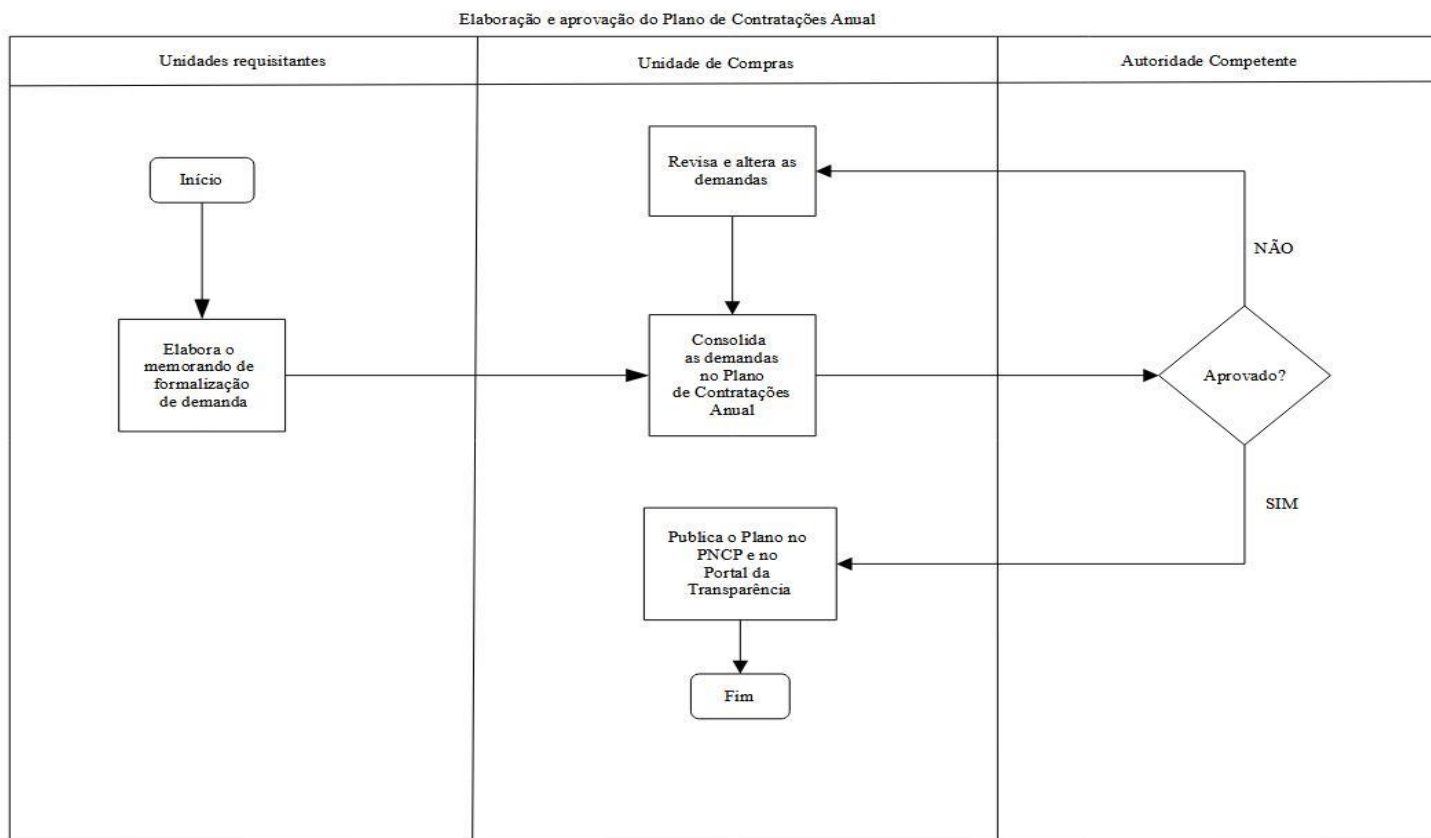 Elaboração e aprovação do Plano de Contratações Anual
Unidades requisitantes
Unidade de Compras
Autoridade Competente
Início
Revisa e altera as
demandas
NÃO
Elabora o
memorando de
formalização
de demanda
Consolida
as demandas
no Plano
de Contratações
Anual
Aprovado?
SIM
Publica o Plano no
PNCP e no
Portal da
Transparência
Fim